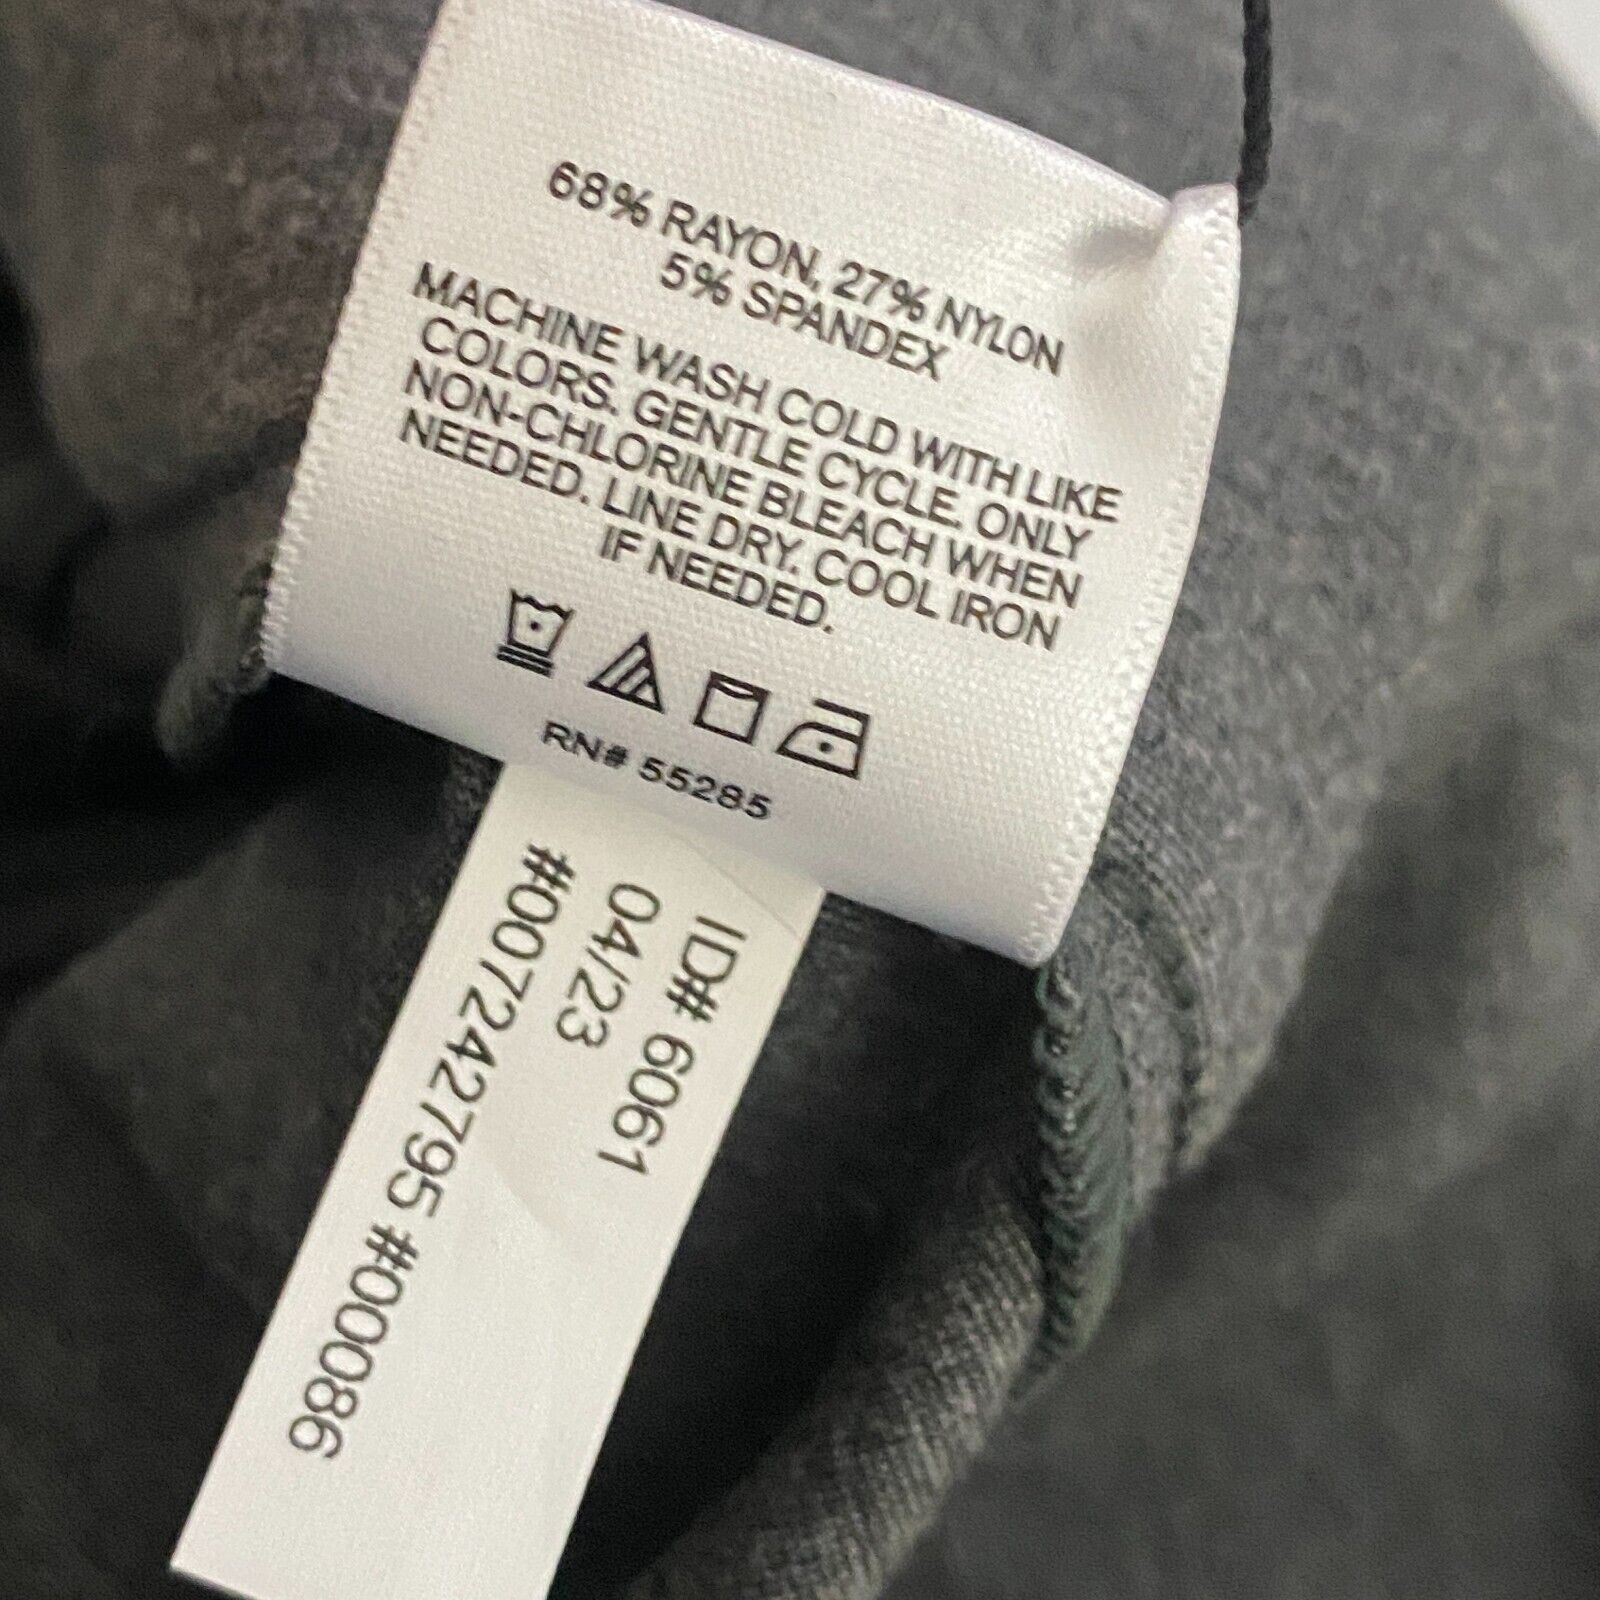 68% RAYON, 27% NYLON
5% SPANDEX
MACHINE WASH COLD WITH LIKE
COLORS. GENTLE CYCLE. ONLY
NON-CHLORINE BLEACH WHEN
NEEDED. LINE DRY. COOL IRON
IF NEEDED.
RN# 55285
ID# 6061
04/23
#0072427795 #00086